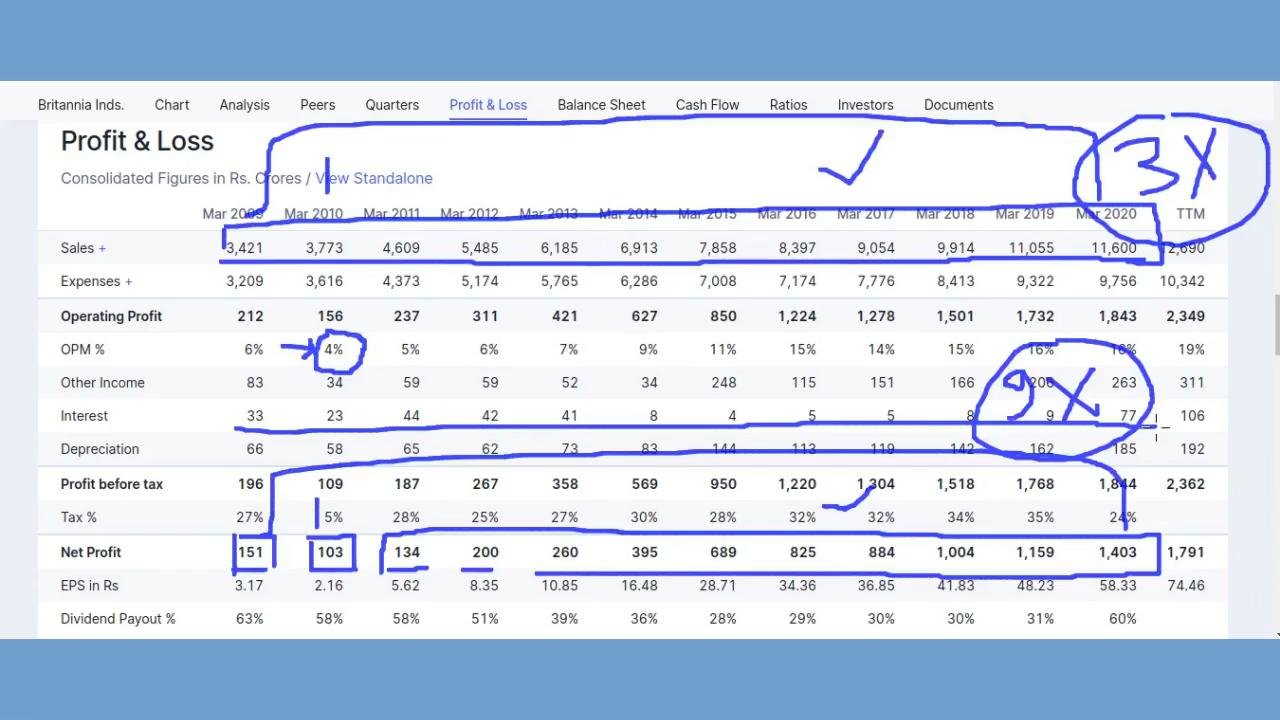 Britannia Inds. Chart Analysis Peers Quarters Profit & Loss Balance Sheet Cash Flow Ratios Investors Documents
Profit & Loss
3X
Consolidated Figures in Rs. Crores / View Standalone
Mar 2009 Mar 2010 Mar 2011 Mar 2012 Mar 2013 Mar 2014 Mar 2015 Mar 2016 Mar 2017 Mar 2018 Mar 2019 Mar 2020 TTM
Sales + 3,421 3,773 4,609 5,485 6,185 6,913 7,858 8,397 9,054 9,914 11,055 11,600 12,690
Expenses + 3,209 3,616 4,373 5,174 5,765 6,286 7,008 7,174 7,776 8,413 9,322 9,756 10,342
Operating Profit 212 156 237 311 421 627 850 1,224 1,278 1,501 1,732 1,843 2,349
OPM % 6% 4% 5% 6% 7% 9% 11% 15% 14% 15% 16% 16% 19%
Other Income 83 34 59 59 52 34 248 115 151 166 263 311
9X
Interest 33 23 44 42 41 8 4 5 5 8 9 77 106
Depreciation 66 58 65 62 73 83 144 113 119 142 162 185 192
Profit before tax 196 109 187 267 358 569 950 1,220 1,304 1,518 1,768 1,844 2,362
Tax % 27% 5% 28% 25% 27% 30% 28% 32% 32% 34% 35% 24%
Net Profit 151 103 134 200 260 395 689 825 884 1,004 1,159 1,403 1,791
EPS in Rs 3.17 2.16 5.62 8.35 10.85 16.48 28.71 34.36 36.85 41.83 48.23 58.33 74.46
Dividend Payout % 63% 58% 58% 51% 39% 36% 28% 29% 30% 30% 31% 60%